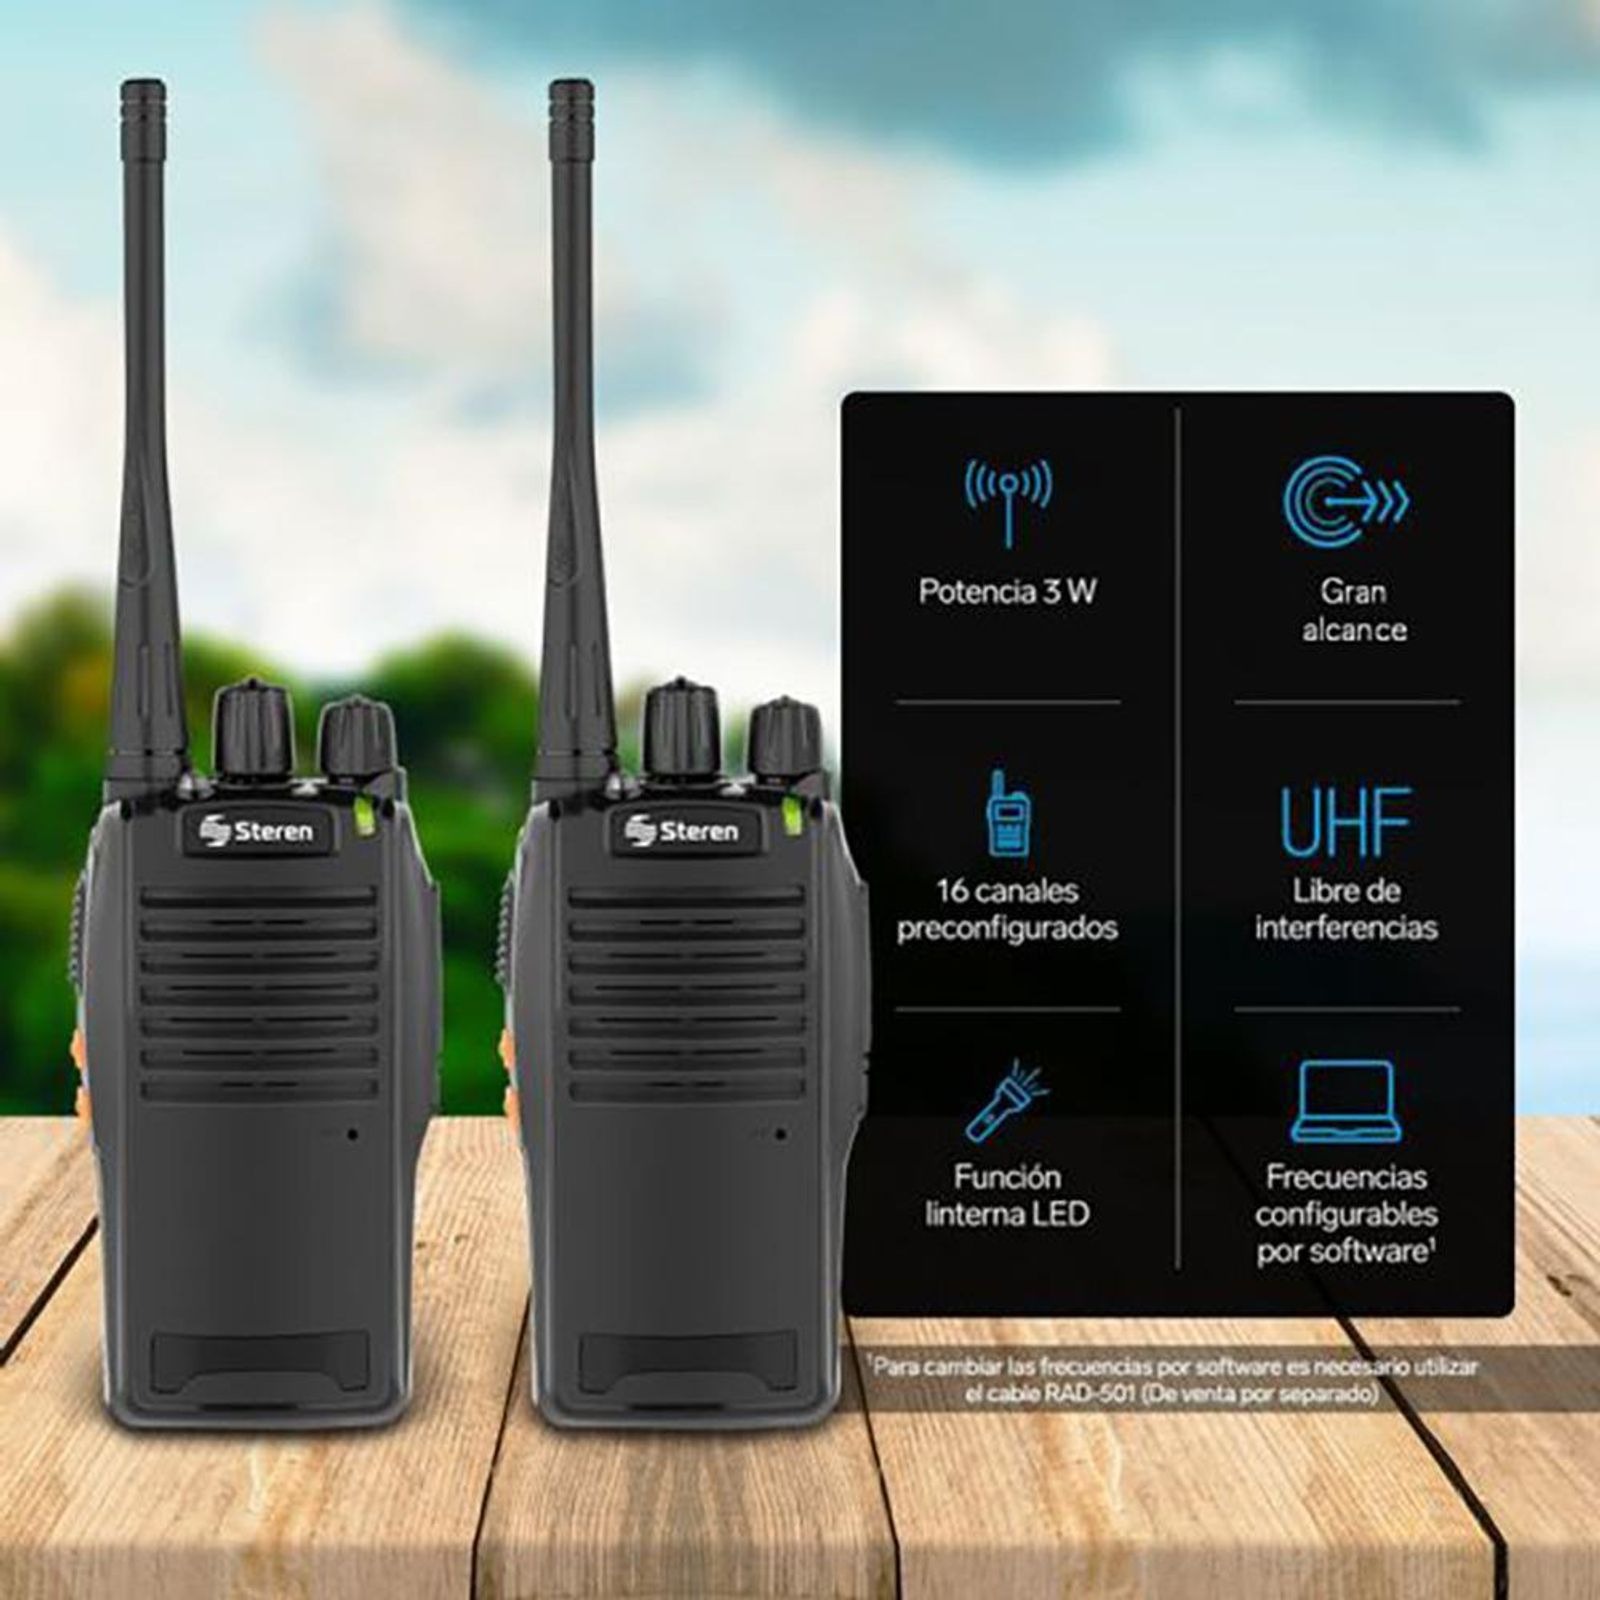 Steren
Steren
Potencia 3 W
Gran
alcance
16 canales
preconfigurados
UHF
Libre de
interferencias
Función
linterna LED
Frecuencias
configurables
por software¹
¹Para cambiar las frecuencias por software es necesario utilizar
el cable RAD-501 (De venta por separado)